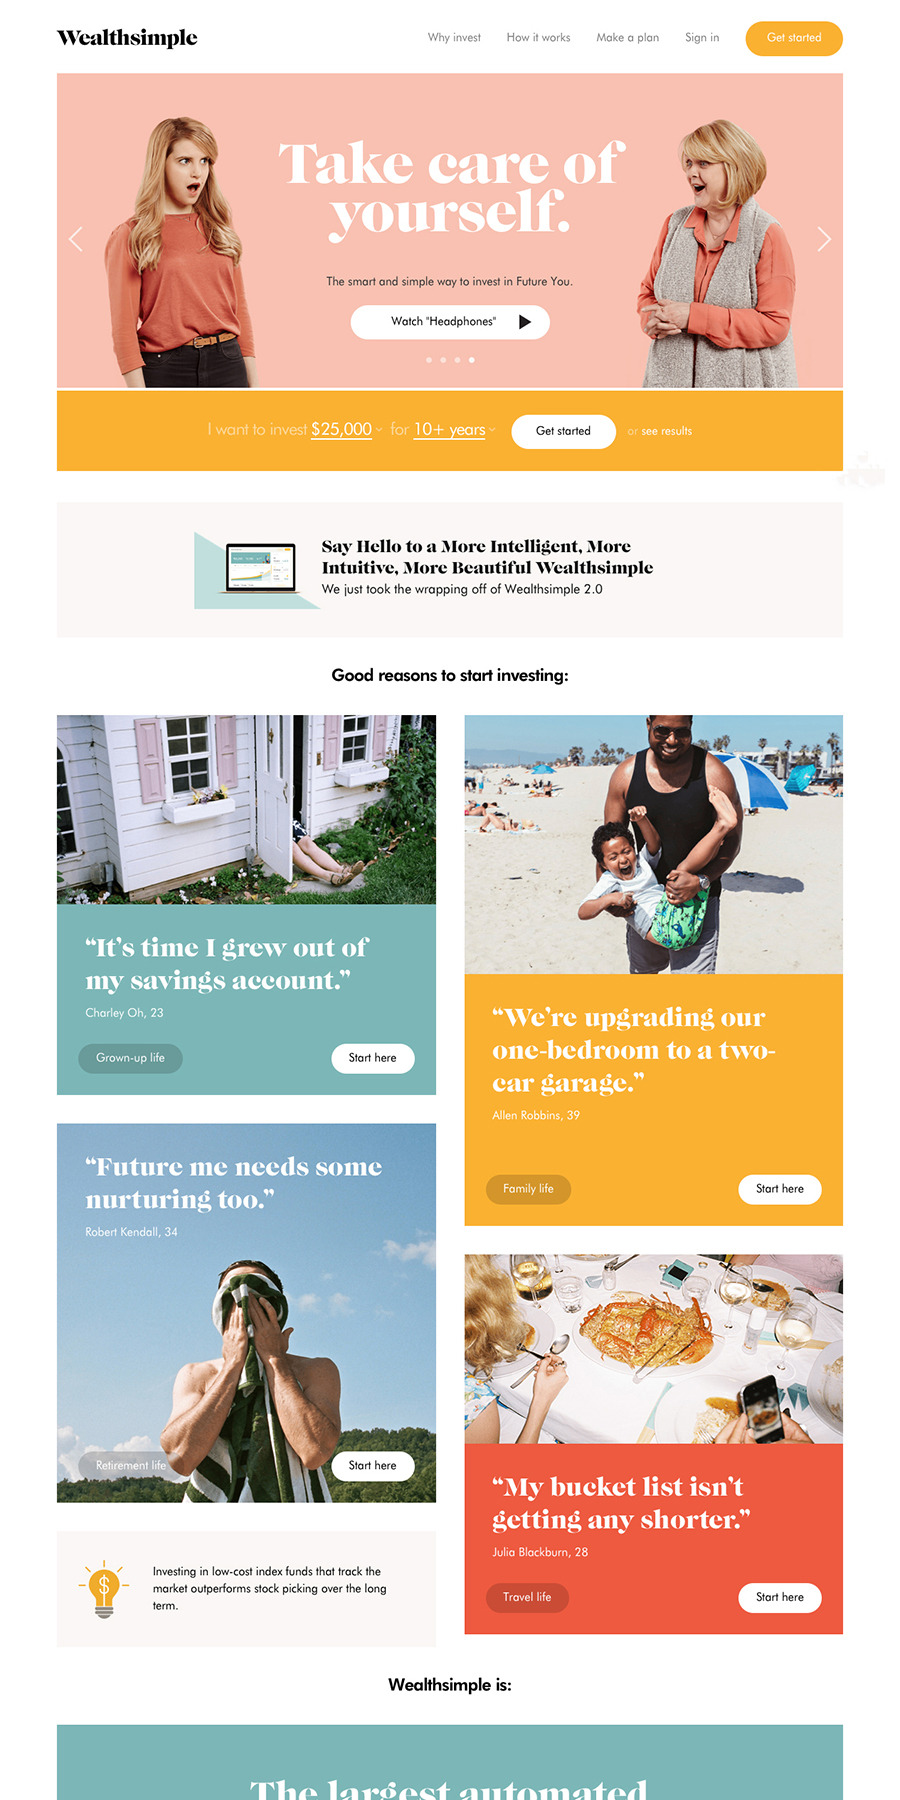 Wealthsimple
Why invest
How it works
Make a plan
Sign in
Get started
Take care of
yourself.
The smart and simple way to invest in Future You.
Watch "Headphones"
I want to invest $25,000 for 10+ years
Get started
or see results
Say Hello to a More Intelligent, More
Intuitive, More Beautiful Wealthsimple
We just took the wrapping off of Wealthsimple 2.0
Good reasons to start investing:
“It’s time I grew out of
my savings account.”
Charley Oh, 23
Grown-up life
Start here
“We’re upgrading our
one-bedroom to a two-
car garage.”
Allen Robbins, 39
Family life
Start here
“Future me needs some
nurturing too.”
Robert Kendall, 34
Retirement life
Start here
“My bucket list isn’t
getting any shorter.”
Julia Blackburn, 28
Travel life
Start here
$
Investing in low-cost index funds that track the
market outperforms stock picking over the long
term.
Wealthsimple is:
The largest automated